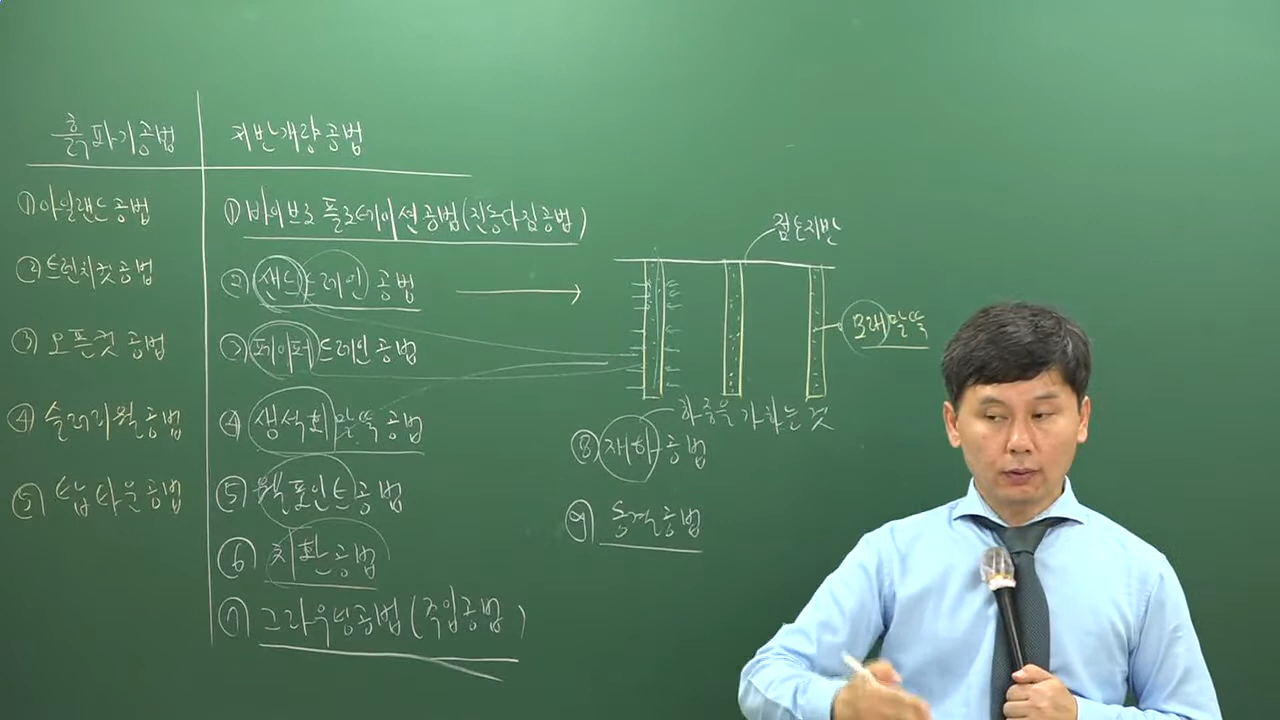 흙파기공법
① 아일랜드공법
② 트렌치컷공법
③ 오픈컷공법
④ 슬러리월공법
⑤ 탑다운공법
지반개량공법
① 바이브로플로테이션공법(진동다짐공법)
② 샌드드레인 공법
③ 페이퍼드레인공법
④ 생석회말뚝공법
⑤ 웰포인트공법
⑥ 치환공법
⑦ 그라우팅공법(주입공법)
점토지반
모래말뚝
하중을 가하는 것
⑧ 재하공법
⑨ 동결공법